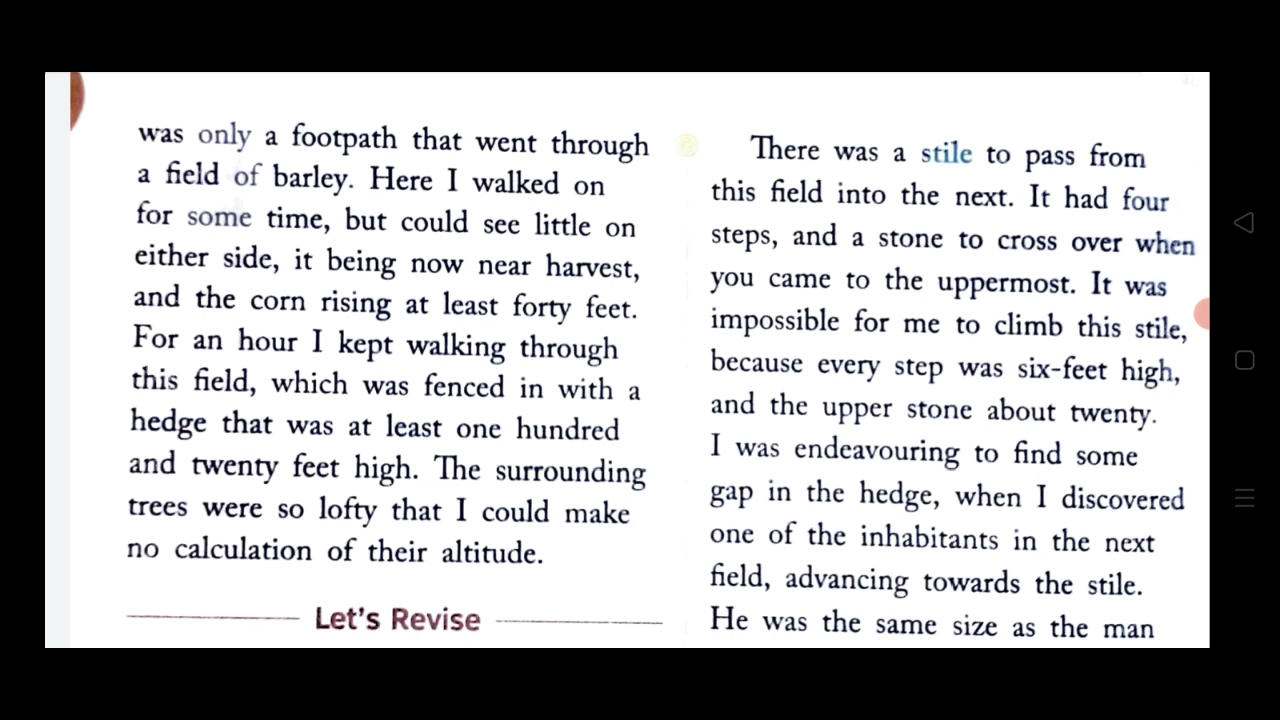 was only a footpath that went through
a field of barley. Here I walked on
for some time, but could see little on
either side, it being now near harvest,
and the corn rising at least forty feet.
For an hour I kept walking through
this field, which was fenced in with a
hedge that was at least one hundred
and twenty feet high. The surrounding
trees were so lofty that I could make
no calculation of their altitude.
Let's Revise
There was a stile to pass from
this field into the next. It had four
steps, and a stone to cross over when
you came to the uppermost. It was
impossible for me to climb this stile,
because every step was six-feet high,
and the upper stone about twenty.
I was endeavouring to find some
gap in the hedge, when I discovered
one of the inhabitants in the next
field, advancing towards the stile.
He was the same size as the man